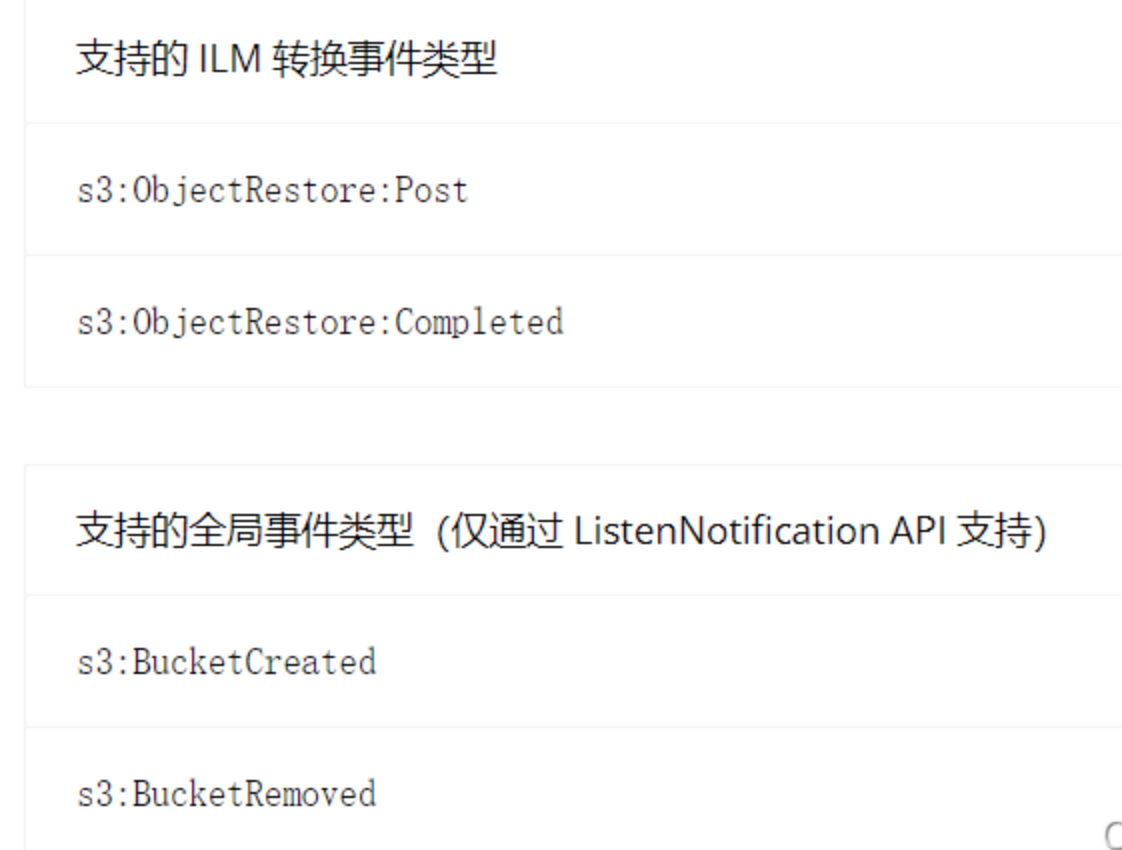 支持的 ILM 转换事件类型
s3:ObjectRestore:Post
s3:ObjectRestore:Completed
支持的全局事件类型（仅通过 ListenNotification API 支持）
s3:BucketCreated
s3:BucketRemoved